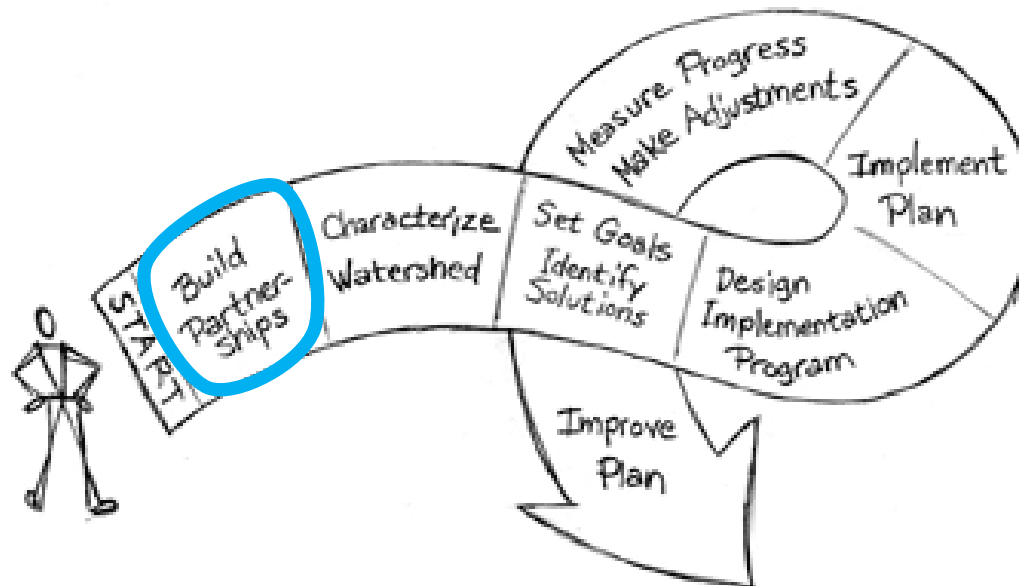 START
Build
Partner-
ships
Characterize
Watershed
Set Goals
Identify
Solutions
Design
Implementation
Program
Implement
Plan
Measure Progress
Make Adjustments
Improve
Plan